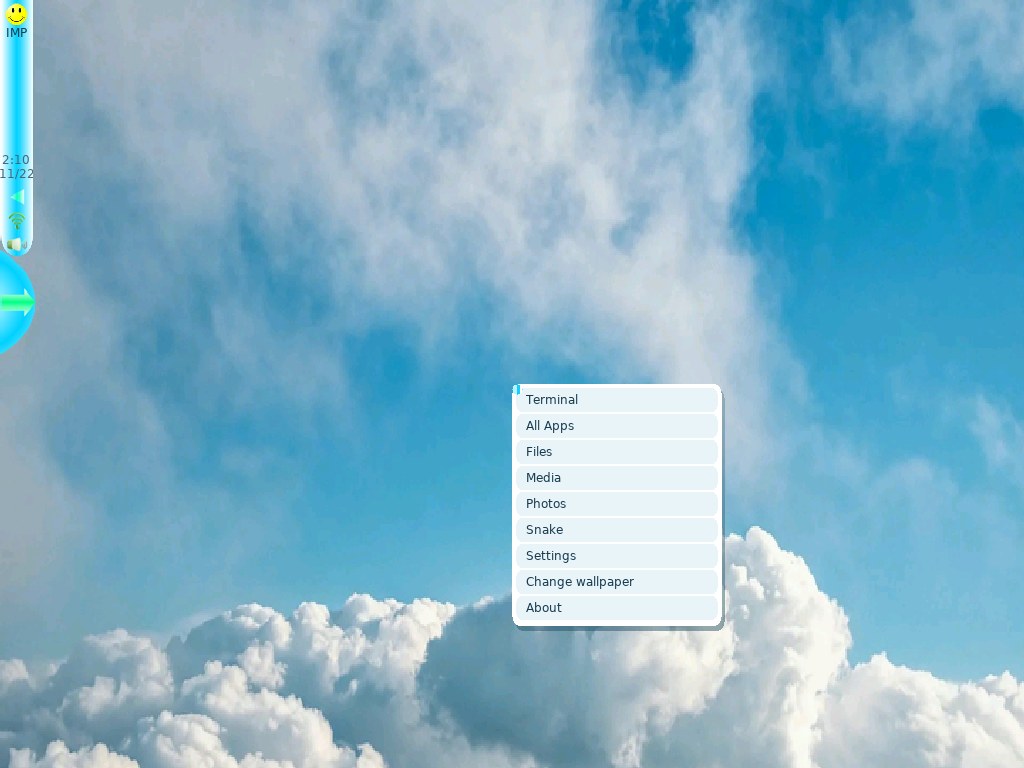 IMP
2:10
11/22
Terminal
All Apps
Files
Media
Photos
Snake
Settings
Change wallpaper
About